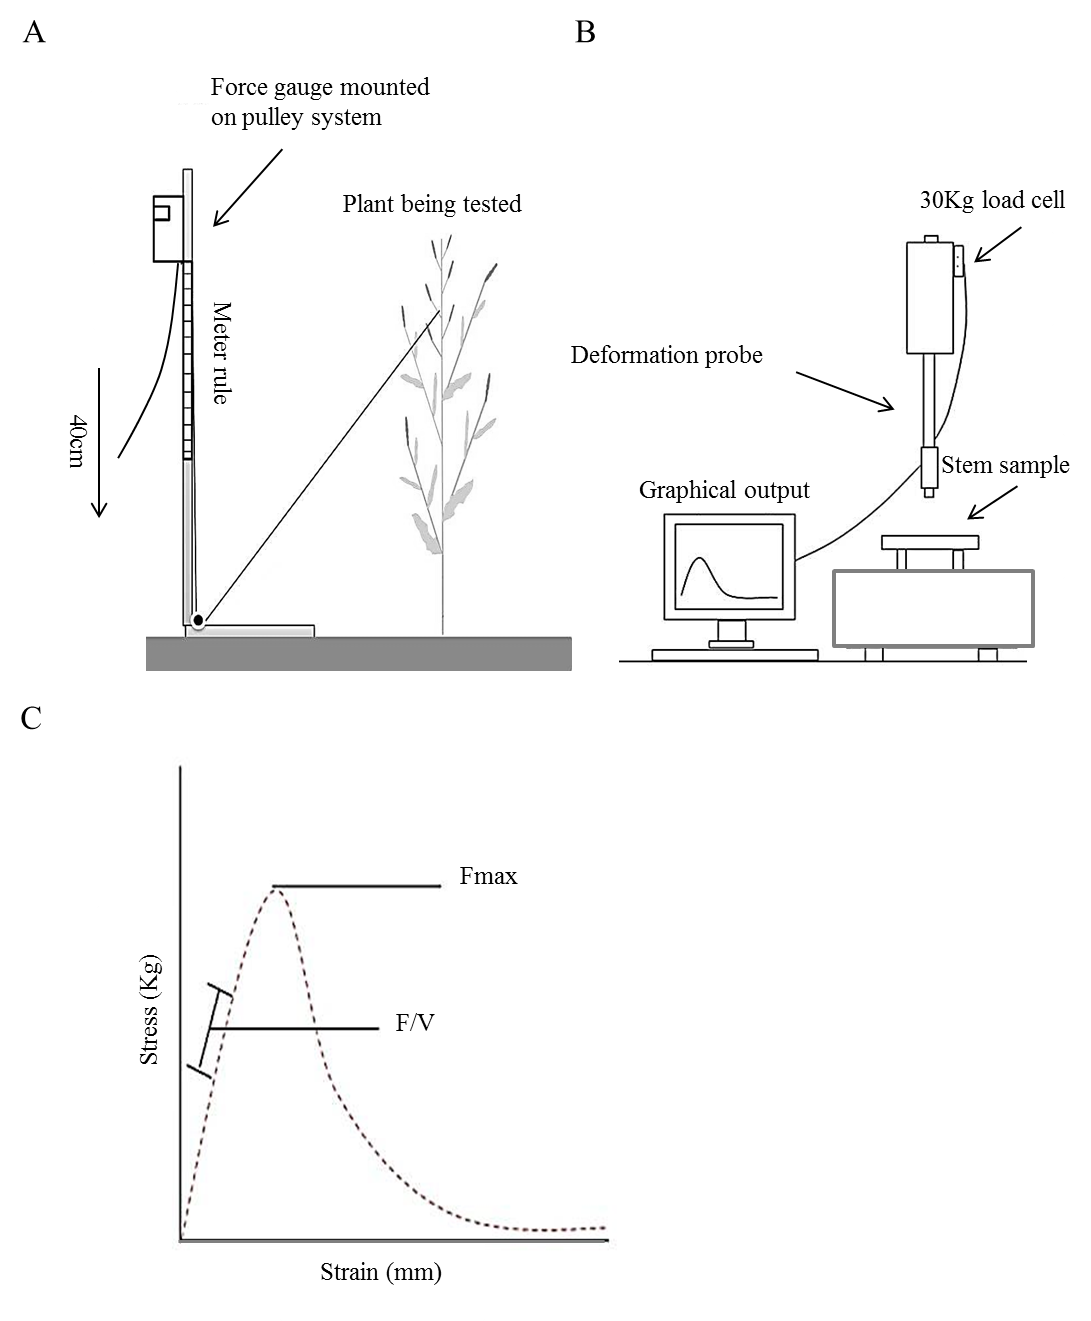 A
B
Force gauge mounted
on pulley system
Plant being tested
30Kg load cell
Meter rule
Deformation probe
40cm
Stem sample
Graphical output
C
Fmax
Stress (Kg)
F/V
Strain (mm)